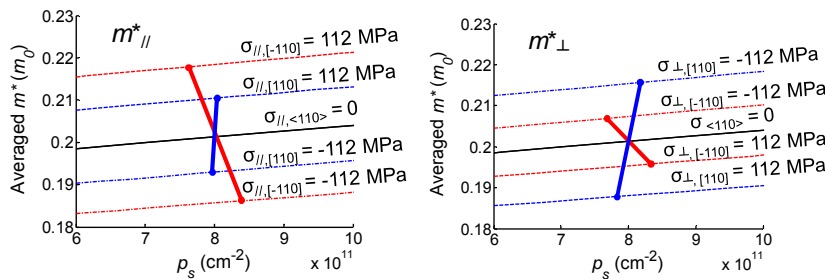 m*//
Averaged m* (m0)
0.23
0.22
0.21
0.2
0.19
0.18
σ//,[-110] = 112 MPa
σ//,[110] = 112 MPa
σ//,<110> = 0
σ//,[110] = -112 MPa
σ//,[-110] = -112 MPa
6
7
8
9
10
ps (cm-2)
x 10^11
m*⊥
Averaged m* (m0)
0.23
0.22
0.21
0.2
0.19
0.18
σ⊥,[110] = -112 MPa
σ⊥,[-110] = -112 MPa
σ<110> = 0
σ⊥,[-110] = 112 MPa
σ⊥,[110] = 112 MPa
6
7
8
9
10
ps (cm-2)
x 10^11